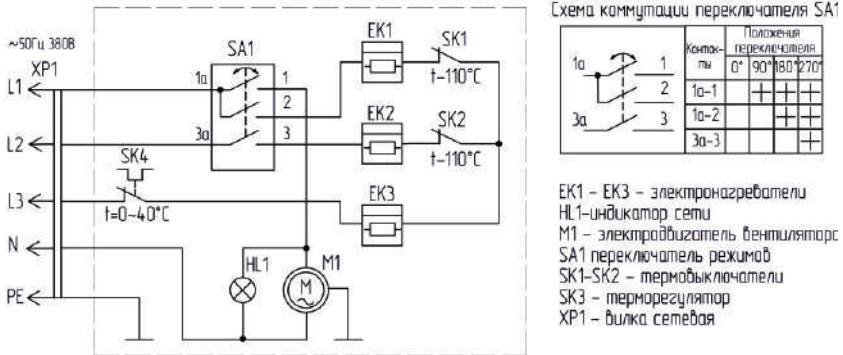 Схема коммутации переключателя SA1
~50Гц 380В
XP1
L1
L2
L3
N
PE
SK4
t=0-40°C
SA1
1а
3а
1
2
3
EK1
SK1
t-110°C
EK2
SK2
t-110°C
EK3
HL1
M1
M
~
1а
3а
1
2
3
Контак-
ты
Положения
переключателя
0° 90° 180° 270°
1а-1 + + +
1а-2 + +
3а-3 +
EK1 - EK3 - электронагреватели
HL1-индикатор сети
M1 - электродвигатель вентилятора
SA1 переключатель режимов
SK1-SK2 - термовыключатели
SK3 - терморегулятор
XP1 - вилка сетевая